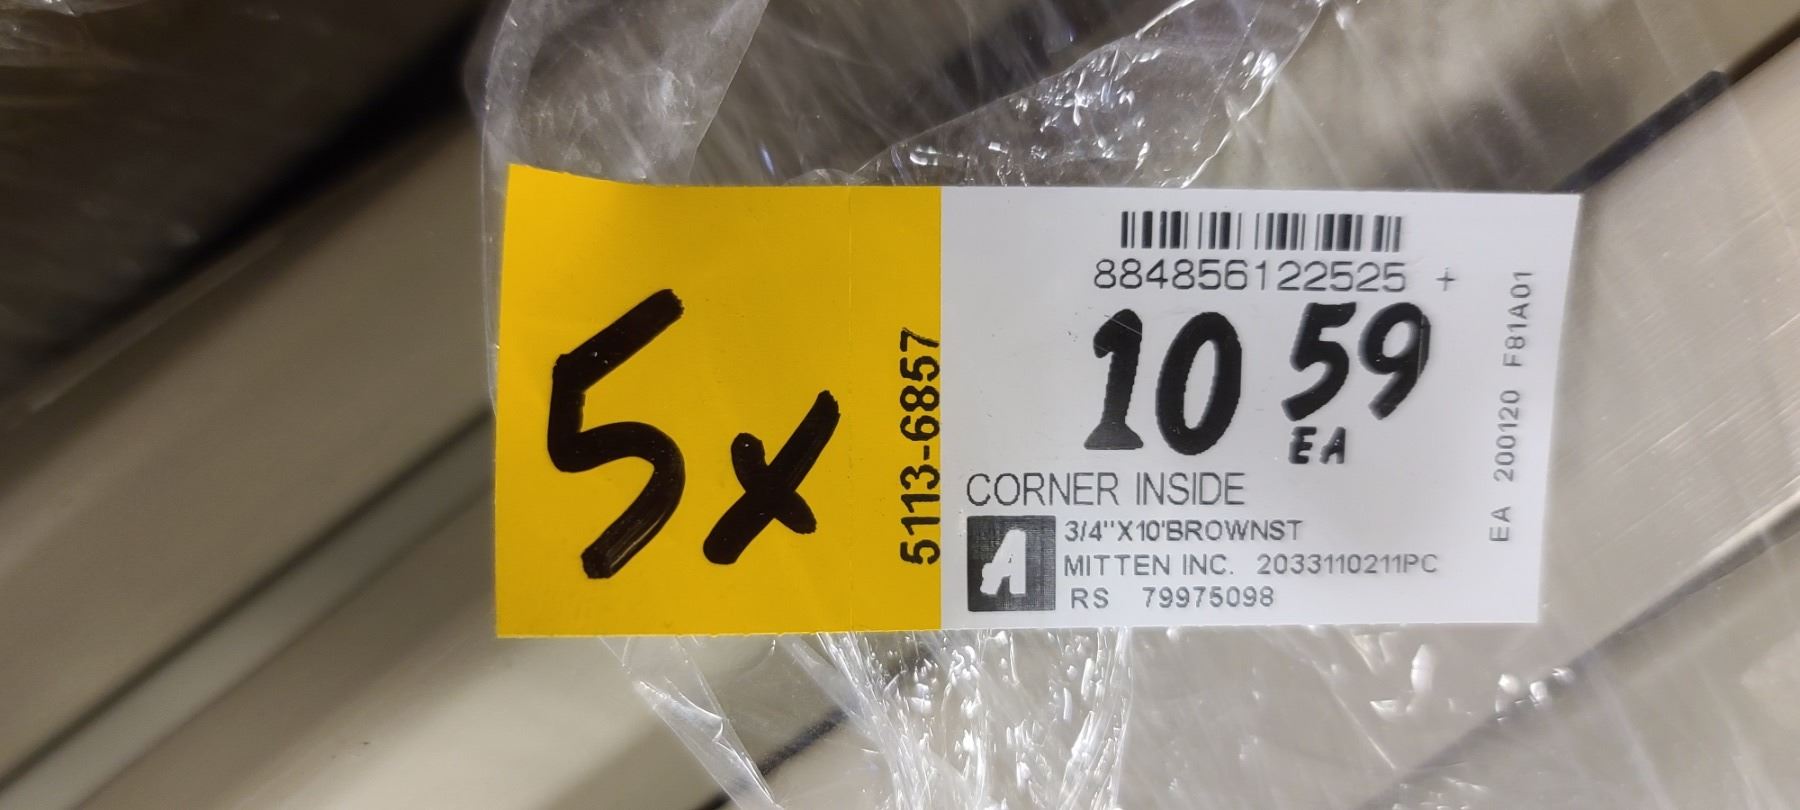 5x
5113-6857
884856122525 +
10 59
EA
CORNER INSIDE
A
3/4"X10'BROWNST
MITTEN INC. 2033110211PC
RS 79975098
EA 200120 F81A01